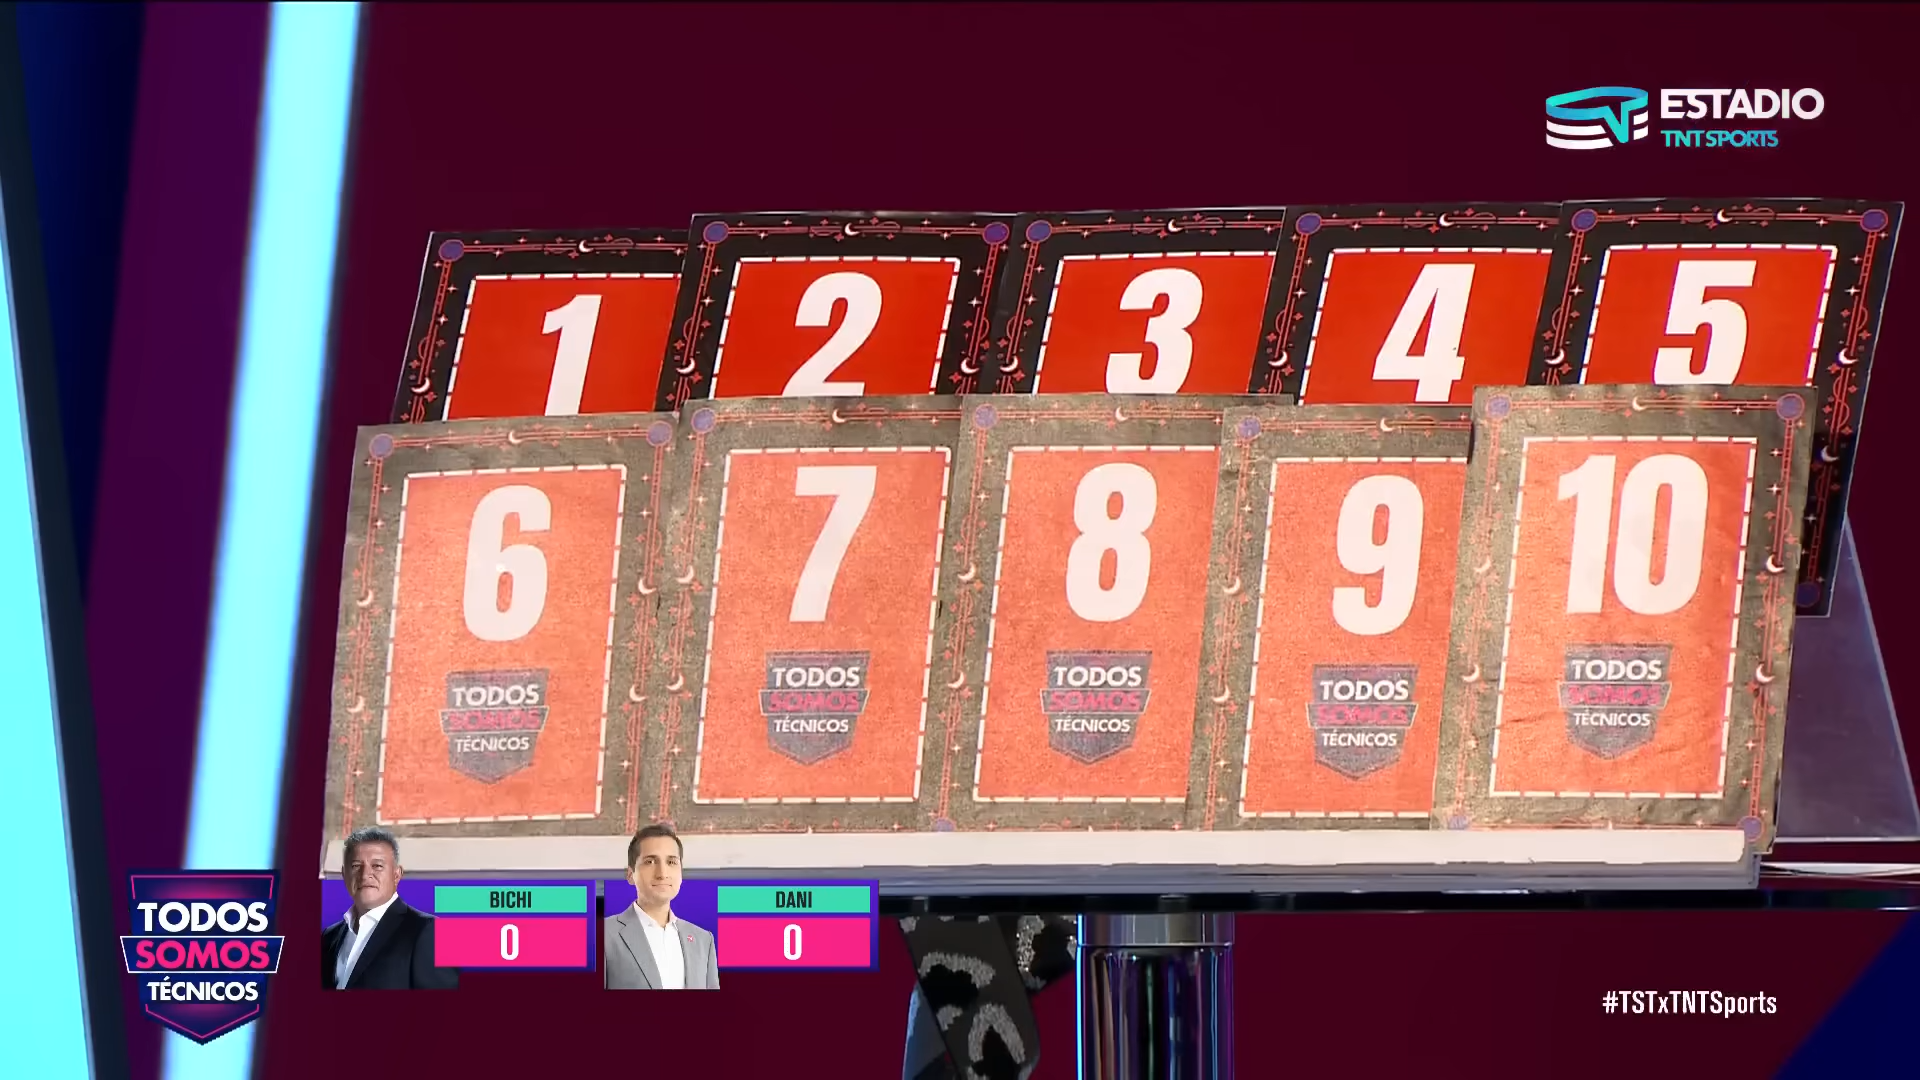 ESTADIO
TNT SPORTS
1
2
3
4
5
6
7
8
9
10
TODOS
SOMOS
TÉCNICOS
TODOS
SOMOS
TÉCNICOS
TODOS
SOMOS
TÉCNICOS
TODOS
SOMOS
TÉCNICOS
TODOS
SOMOS
TÉCNICOS
BICHI
0
DANI
0
TODOS
SOMOS
TÉCNICOS
#TSTxTNTSports